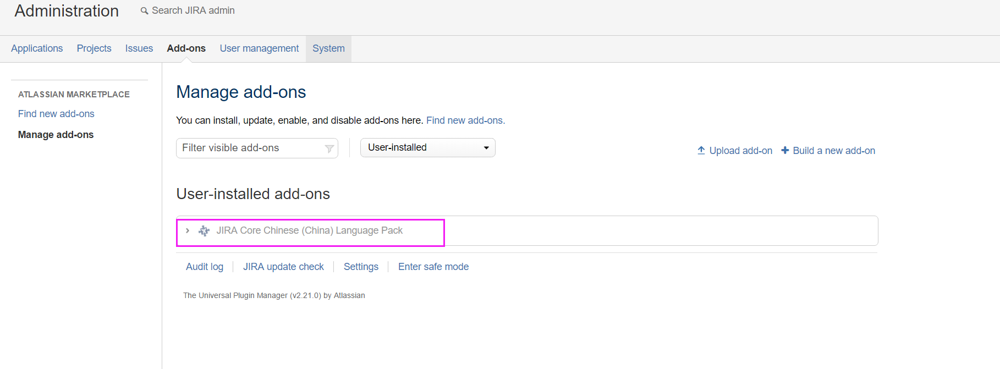 Administration
Search JIRA admin
Applications
Projects
Issues
Add-ons
User management
System
ATLASSIAN MARKETPLACE
Find new add-ons
Manage add-ons
Manage add-ons
You can install, update, enable, and disable add-ons here. Find new add-ons.
Filter visible add-ons
User-installed
Upload add-on
Build a new add-on
User-installed add-ons
JIRA Core Chinese (China) Language Pack
Audit log
JIRA update check
Settings
Enter safe mode
The Universal Plugin Manager (v2.21.0) by Atlassian